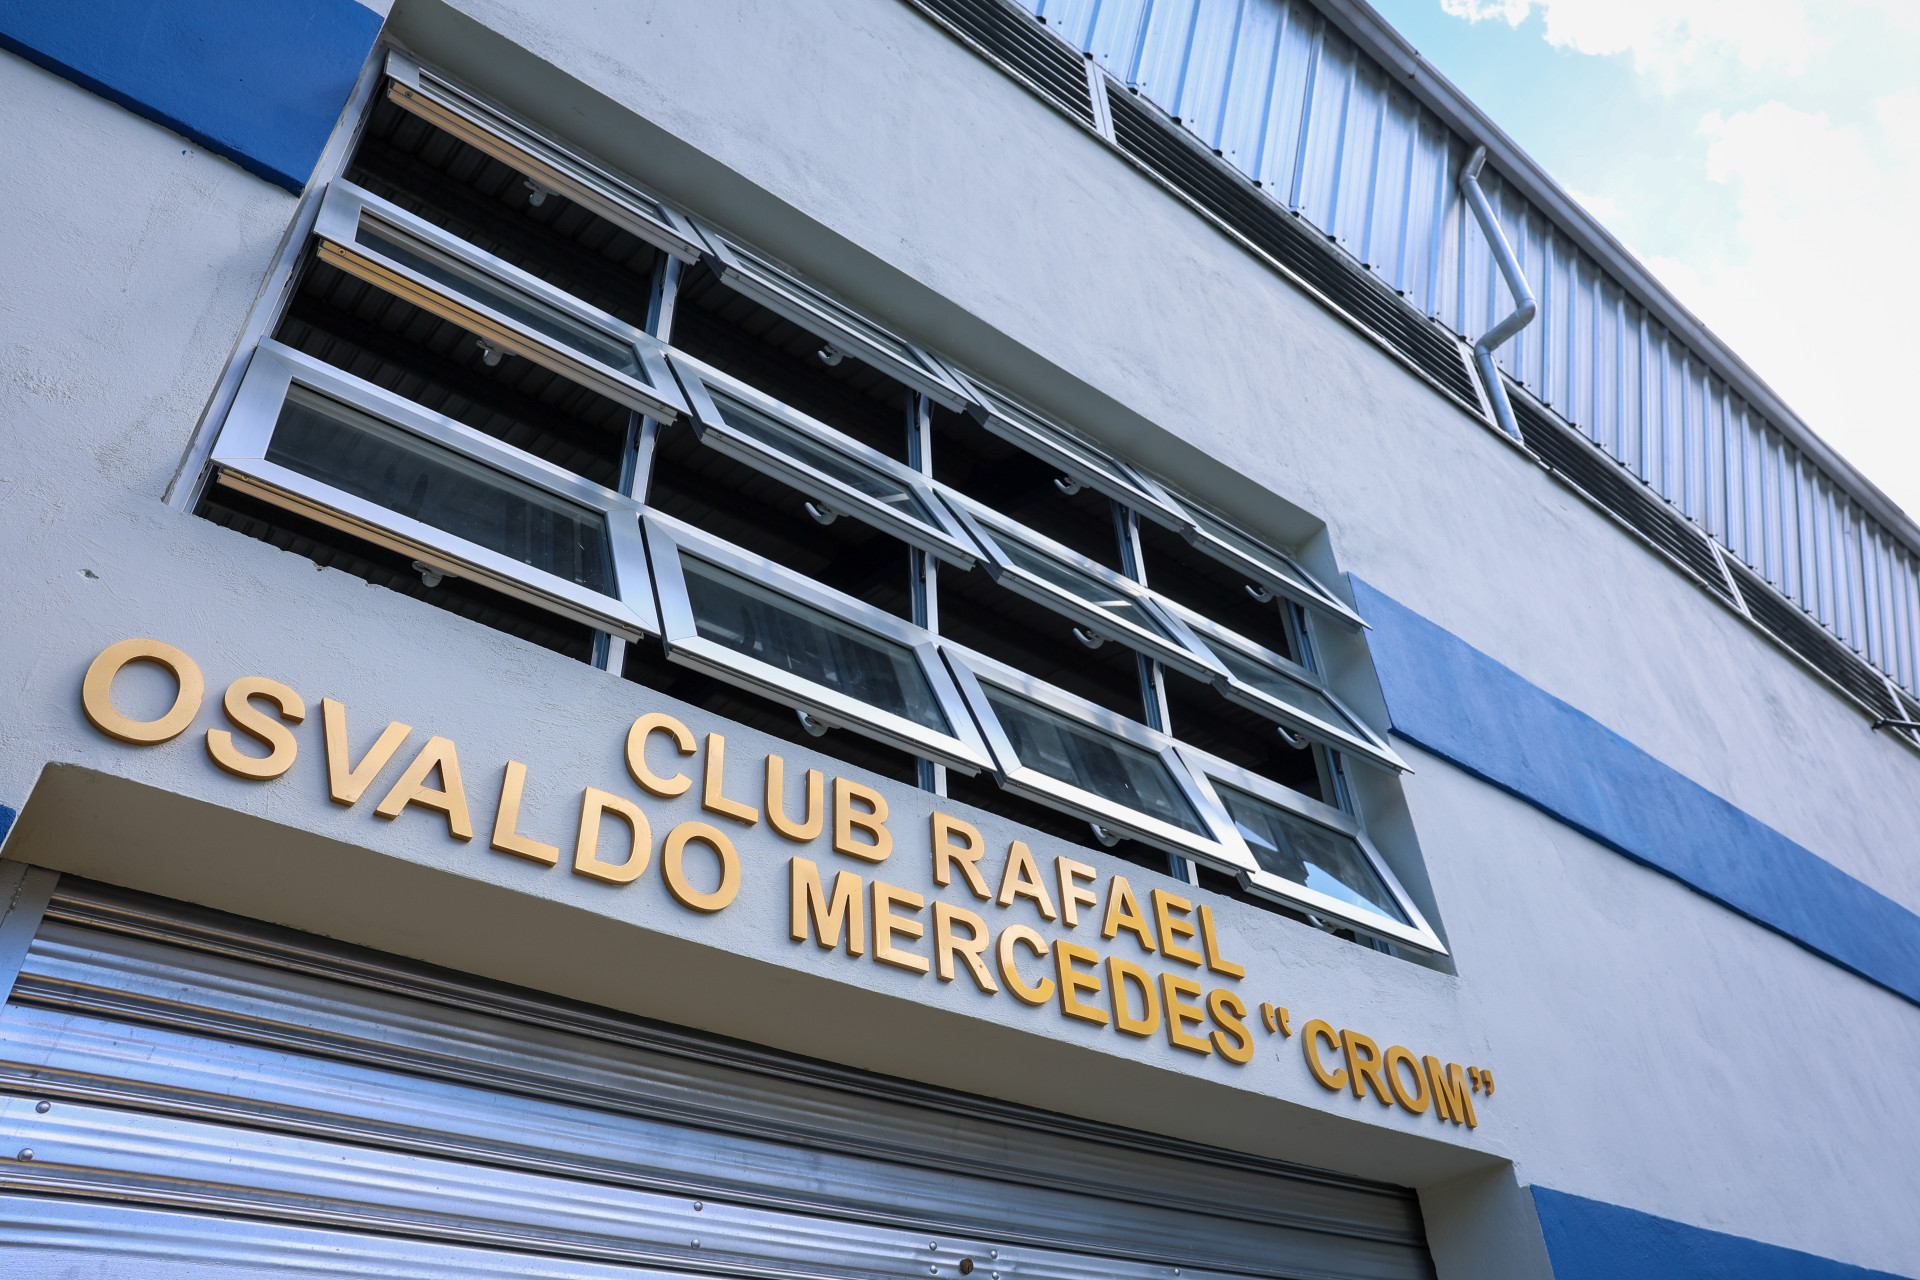 CLUB RAFAEL
OSVALDO MERCEDES “ CROM”